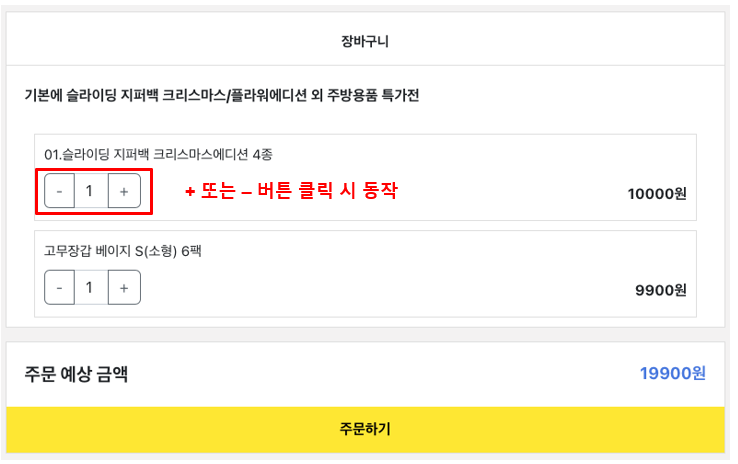 장바구니
기본에 슬라이딩 지퍼백 크리스마스/플라워에디션 외 주방용품 특가전
01.슬라이딩 지퍼백 크리스마스에디션 4종
- 1 + + 또는 – 버튼 클릭 시 동작 10000원
고무장갑 베이지 S(소형) 6팩
- 1 + 9900원
주문 예상 금액 19900원
주문하기